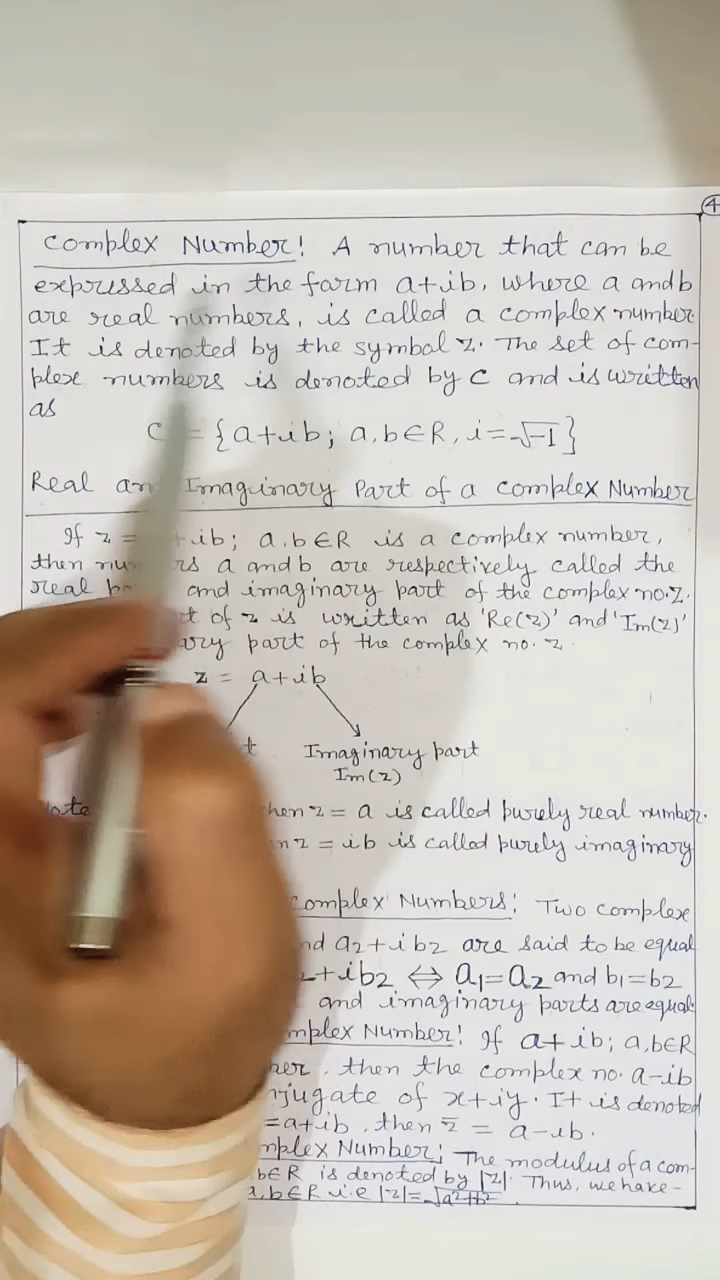 4
Complex Number! A number that can be
expressed in the form a+ib, where a and b
are real numbers, is called a complex number
It is denoted by the symbol z. The set of com-
plex numbers is denoted by C and is written
as
C = {a+ib; a,b∈R, i=√-1}
Real and Imaginary Part of a Complex Number
If z = +ib; a,b∈R is a complex number,
then a and b are respectively called the
real and imaginary part of the complex no. z.
of z is written as 'Re(z)' and 'Im(z)'
part of the complex no. z
z = a+ib
Imaginary part
Im(z)
z = a is called purely real number.
z = ib is called purely imaginary
Complex Numbers: Two complex
a2+ib2 are said to be equal
+ib2 ⇔ a1=a2 and b1=b2
and imaginary parts are equal
Number! If a+ib; a,b∈R
, then the complex no. a-ib
of x+iy. It is denoted
=a+ib, then z̄ = a-ib.
Number: The modulus of a com-
b∈R is denoted by |z|. Thus, we have-
a,b∈R i.e |z|=√a²+b²